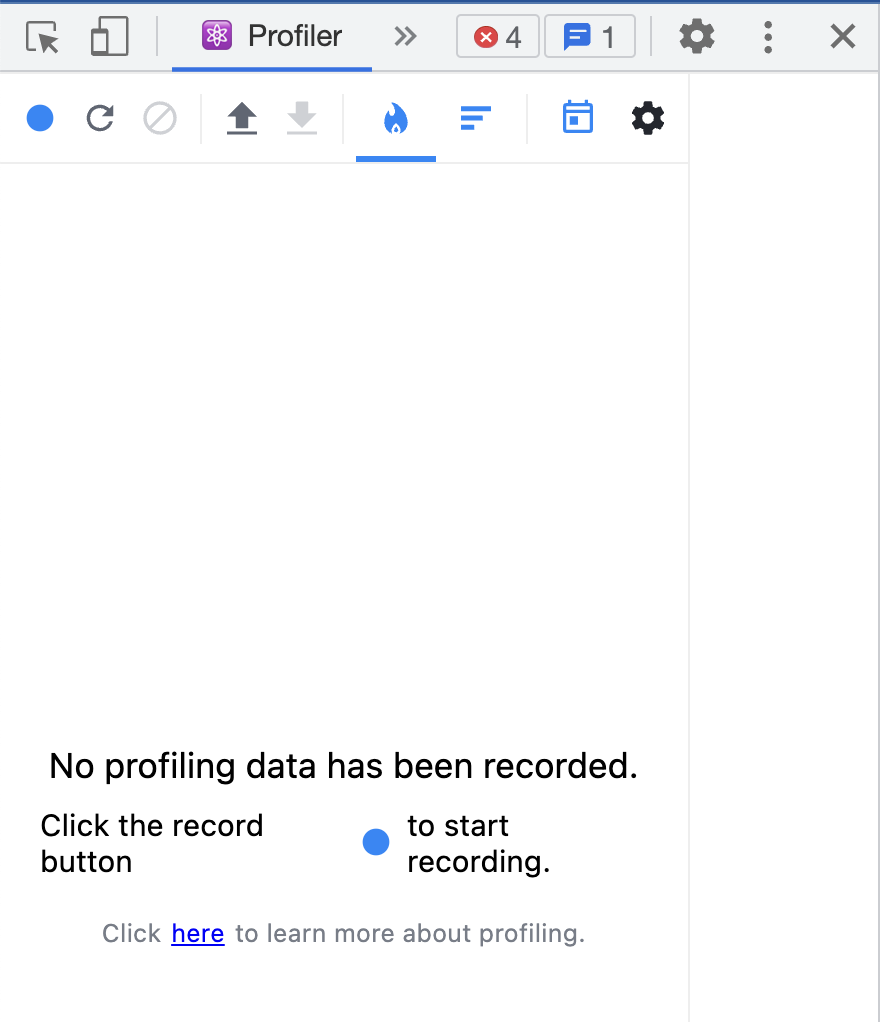 Profiler
4
1
No profiling data has been recorded.
Click the record
button
to start
recording.
Click here to learn more about profiling.